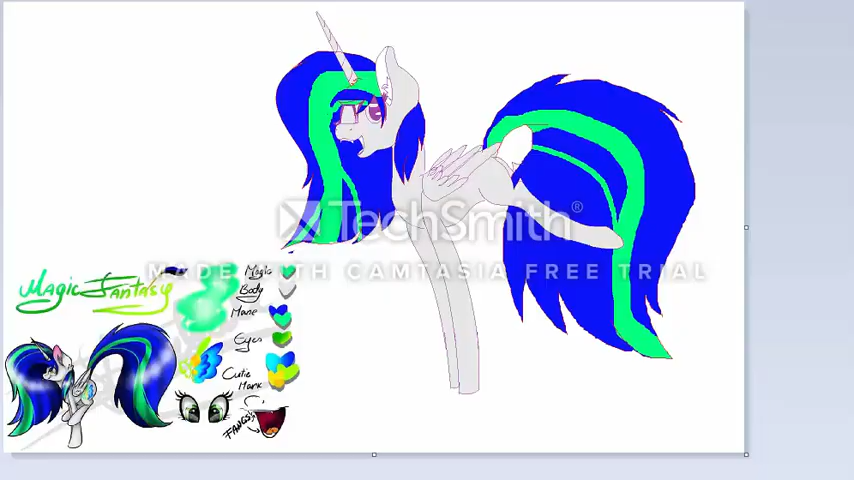 TechSmith®
MADE WITH CAMTASIA FREE TRIAL
Magic Fantasy
Magic
Body
Mane
Eyes
Cutie
Mark
FANGS